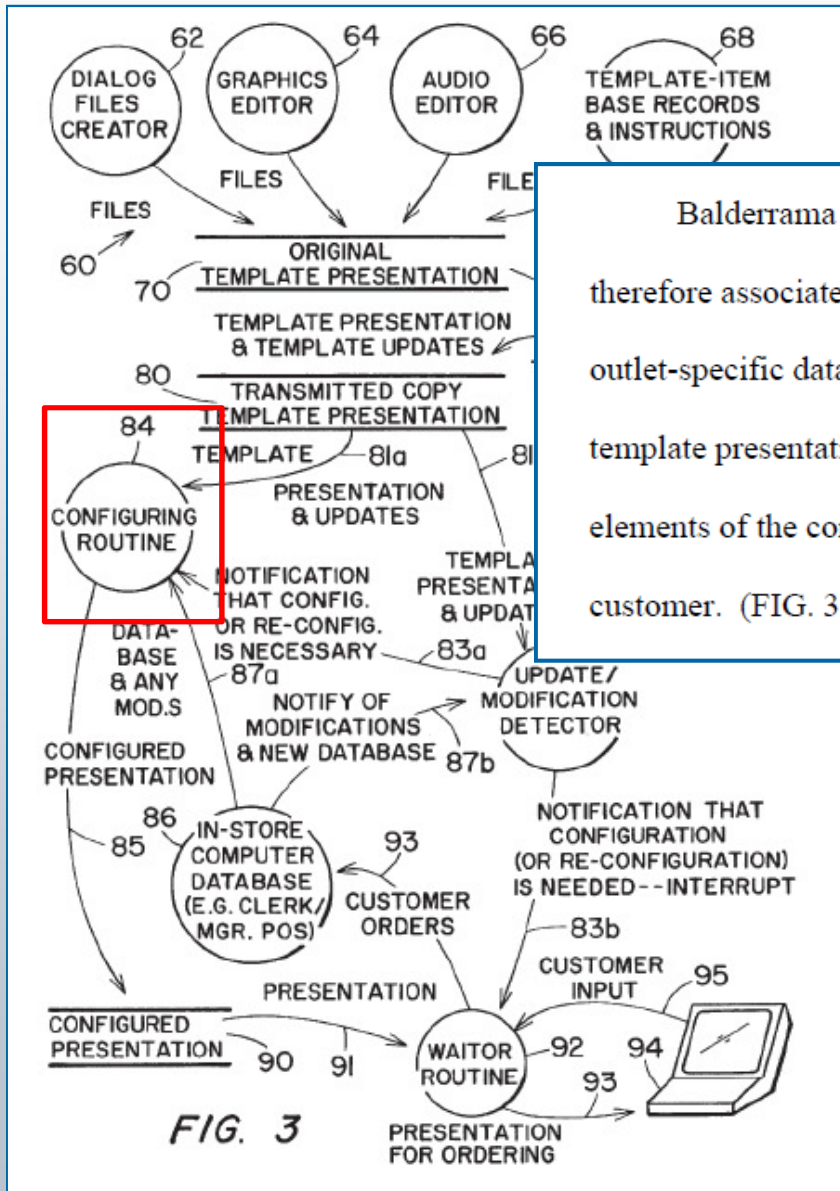 62
64
66
68
DIALOG
FILES
CREATOR
GRAPHICS
EDITOR
AUDIO
EDITOR
TEMPLATE-ITEM
BASE RECORDS
& INSTRUCTIONS
FILES
FILES
60
70
ORIGINAL
TEMPLATE PRESENTATION
TEMPLATE PRESENTATION
& TEMPLATE UPDATES
80
TRANSMITTED COPY
TEMPLATE PRESENTATION
84
TEMPLATE
81a
PRESENTATION
& UPDATES
CONFIGURING
ROUTINE
NOTIFICATION
THAT CONFIG.
OR RE-CONFIG.
IS NECESSARY
83a
DATA-
BASE
& ANY
MOD.S
87a
Balderrama
therefore
outlet-specific
template
elements of the
customer. (FIG. 3
UPDATE/
MODIFICATION
DETECTOR
NOTIFY OF
MODIFICATIONS
& NEW DATABASE
87b
CONFIGURED
PRESENTATION
85
86
IN-STORE
COMPUTER
DATABASE
(E.G. CLERK/
MGR. POS)
93
CUSTOMER
ORDERS
NOTIFICATION THAT
CONFIGURATION
(OR RE-CONFIGURATION)
IS NEEDED--INTERRUPT
83b
CUSTOMER
INPUT
95
PRESENTATION
CONFIGURED
PRESENTATION
90
91
WAITOR
ROUTINE
92
94
93
FIG. 3
PRESENTATION
FOR ORDERING